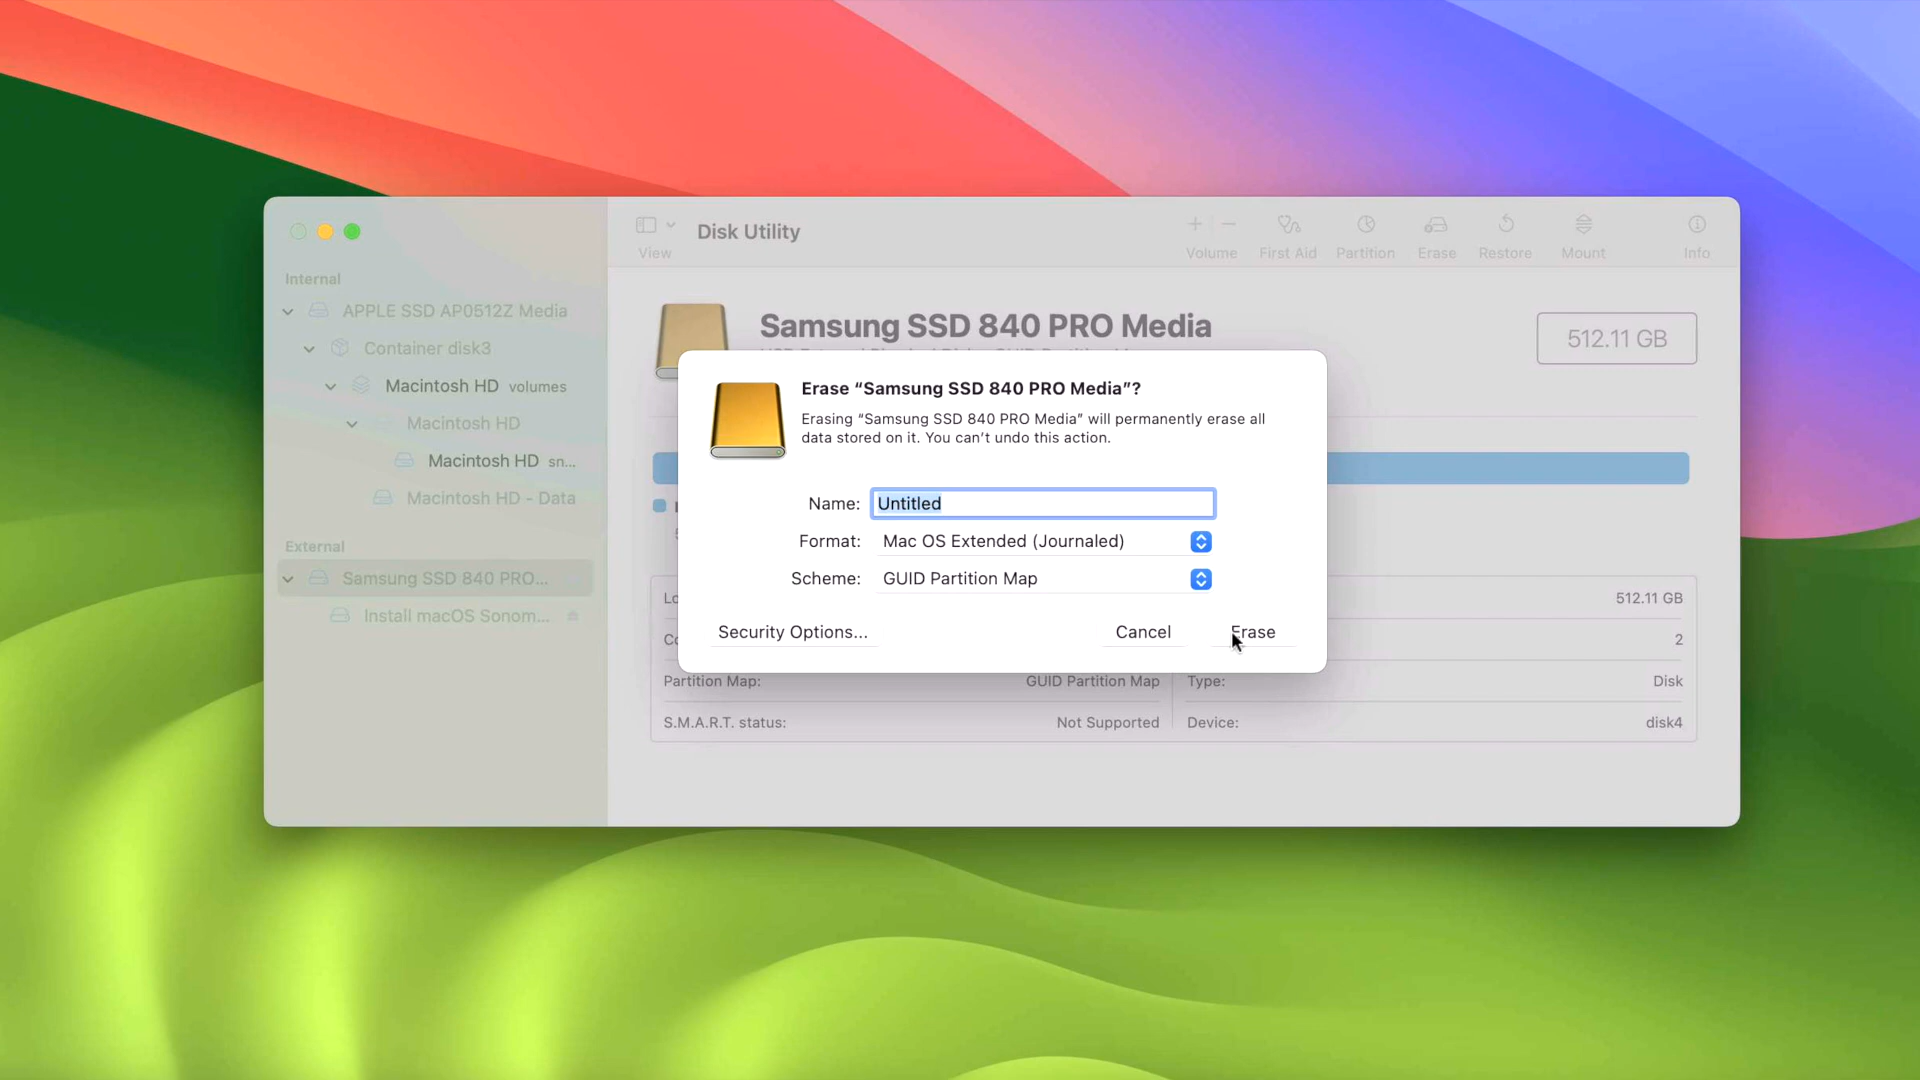 Disk Utility
View
Volume
First Aid
Partition
Erase
Restore
Mount
Info
Internal
APPLE SSD AP0512Z Media
Container disk3
Macintosh HD volumes
Macintosh HD
Macintosh HD sn...
Macintosh HD - Data
External
Samsung SSD 840 PRO...
Install macOS Sonom...
Samsung SSD 840 PRO Media
512.11 GB
Erase “Samsung SSD 840 PRO Media”?
Erasing “Samsung SSD 840 PRO Media” will permanently erase all
data stored on it. You can’t undo this action.
Name: Untitled
Format: Mac OS Extended (Journaled)
Scheme: GUID Partition Map
Security Options...
Cancel
Erase
512.11 GB
2
Partition Map: GUID Partition Map
Type: Disk
S.M.A.R.T. status: Not Supported
Device: disk4